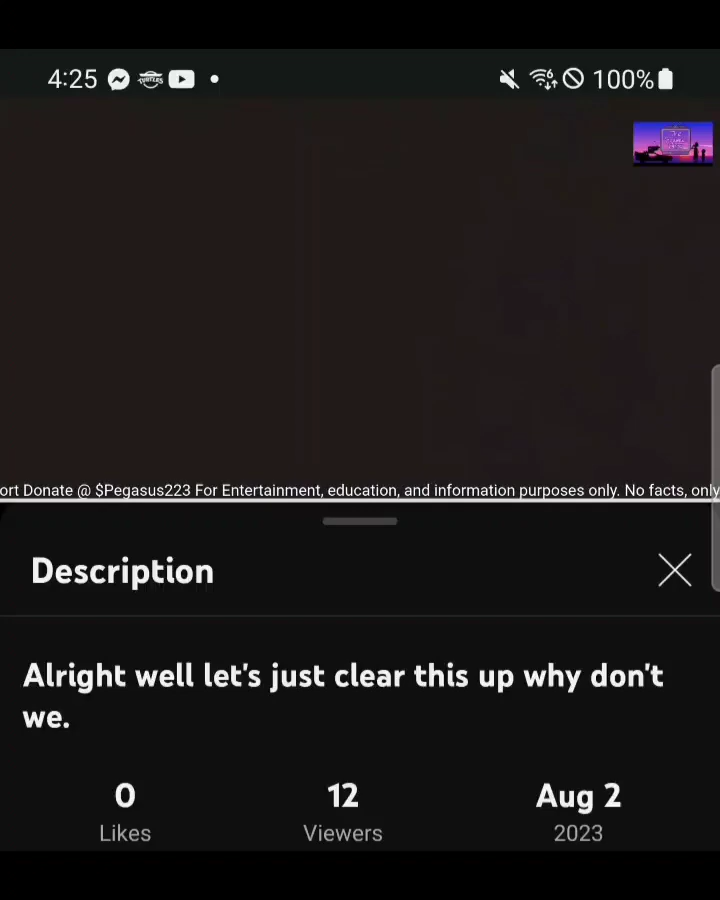 4:25
100%
ort Donate @ $Pegasus223 For Entertainment, education, and information purposes only. No facts, only
Description
Alright well let's just clear this up why don't
we.
0 12 Aug 2
Likes Viewers 2023